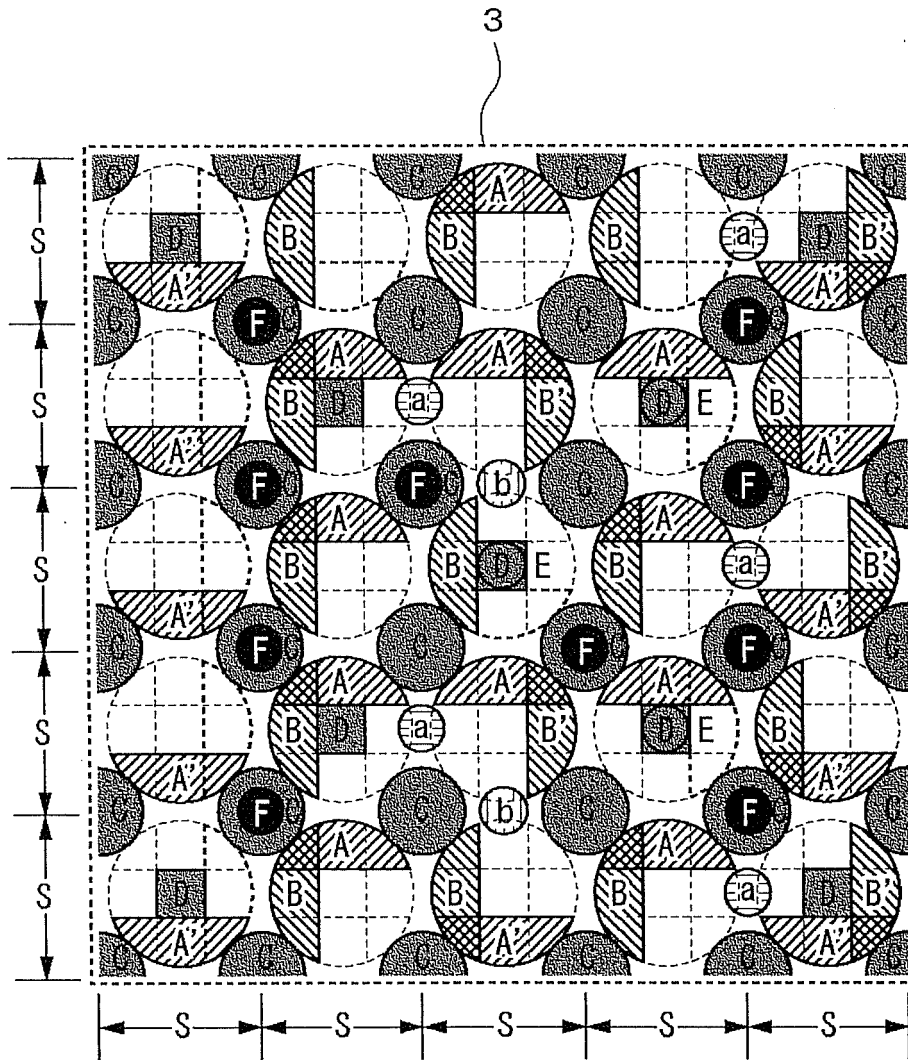 3
C C C C C C
A
S B B B a D B'
D A' A'
C F C C C F C C
A A A
S B D a B' D E B
A' A'
C F C F C b C F C C
A A
S B B D E B a B'
A' A' A'
C F C C F C F C C
A A A
S B D a B' D E B
A' A'
C F C C b C F C C
A A
S B B B a D B'
D A' A A'
C C C C C C
S S S S S